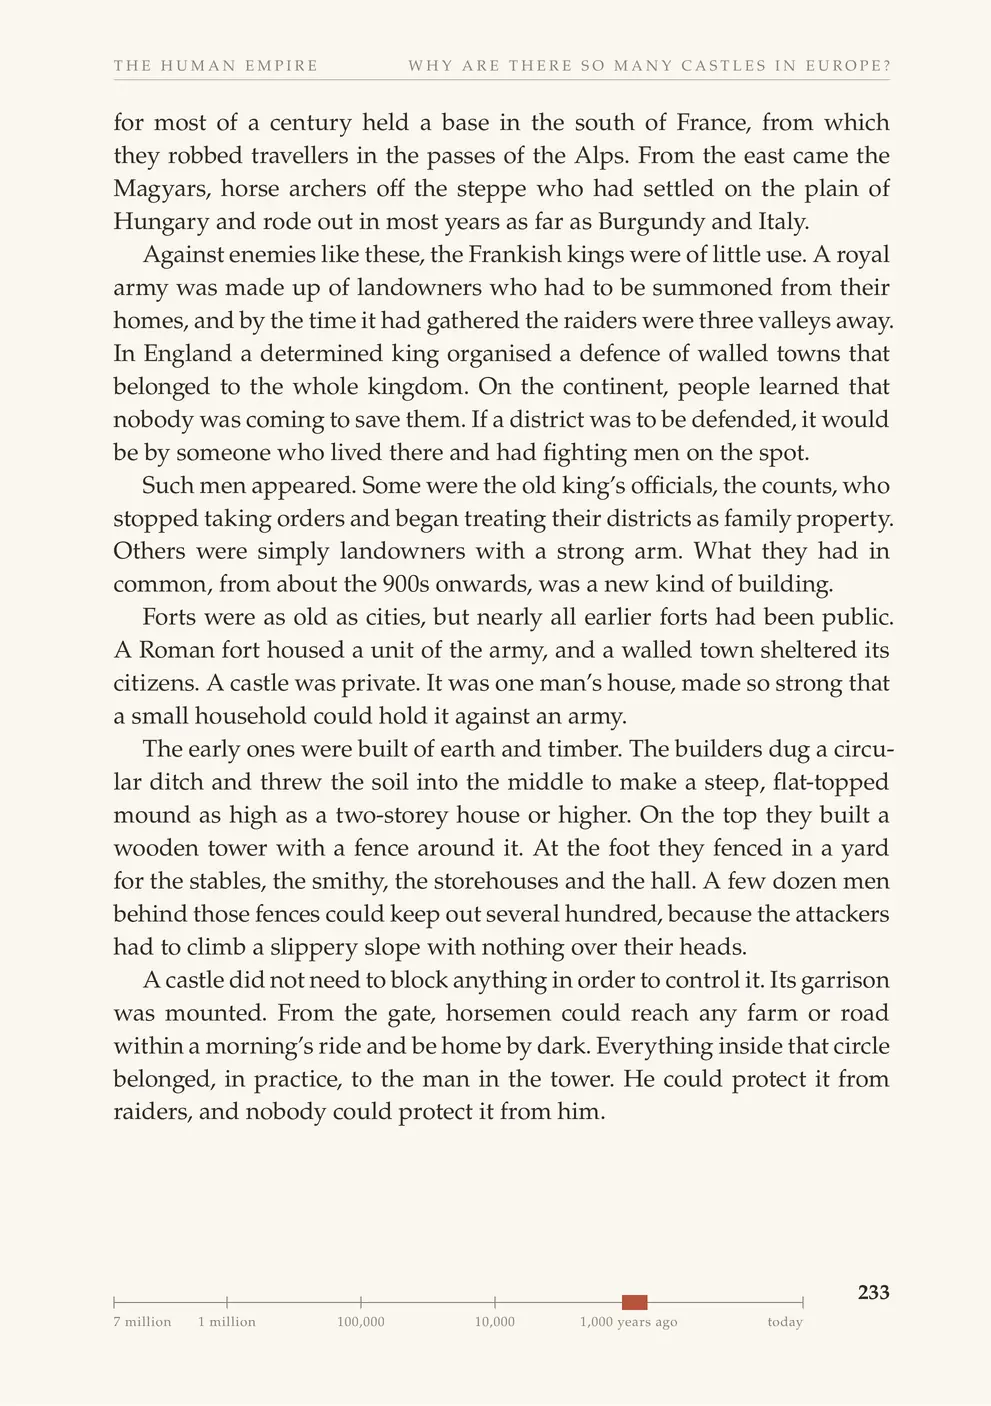 THE HUMAN EMPIRE
WHY ARE THERE SO MANY CASTLES IN EUROPE?
for most of a century held a base in the south of France, from which
they robbed travellers in the passes of the Alps. From the east came the
Magyars, horse archers off the steppe who had settled on the plain of
Hungary and rode out in most years as far as Burgundy and Italy.
Against enemies like these, the Frankish kings were of little use. A royal
army was made up of landowners who had to be summoned from their
homes, and by the time it had gathered the raiders were three valleys away.
In England a determined king organised a defence of walled towns that
belonged to the whole kingdom. On the continent, people learned that
nobody was coming to save them. If a district was to be defended, it would
be by someone who lived there and had fighting men on the spot.
Such men appeared. Some were the old king’s officials, the counts, who
stopped taking orders and began treating their districts as family property.
Others were simply landowners with a strong arm. What they had in
common, from about the 900s onwards, was a new kind of building.
Forts were as old as cities, but nearly all earlier forts had been public.
A Roman fort housed a unit of the army, and a walled town sheltered its
citizens. A castle was private. It was one man’s house, made so strong that
a small household could hold it against an army.
The early ones were built of earth and timber. The builders dug a circu-
lar ditch and threw the soil into the middle to make a steep, flat-topped
mound as high as a two-storey house or higher. On the top they built a
wooden tower with a fence around it. At the foot they fenced in a yard
for the stables, the smithy, the storehouses and the hall. A few dozen men
behind those fences could keep out several hundred, because the attackers
had to climb a slippery slope with nothing over their heads.
A castle did not need to block anything in order to control it. Its garrison
was mounted. From the gate, horsemen could reach any farm or road
within a morning’s ride and be home by dark. Everything inside that circle
belonged, in practice, to the man in the tower. He could protect it from
raiders, and nobody could protect it from him.
233
7 million 1 million 100,000 10,000 1,000 years ago today